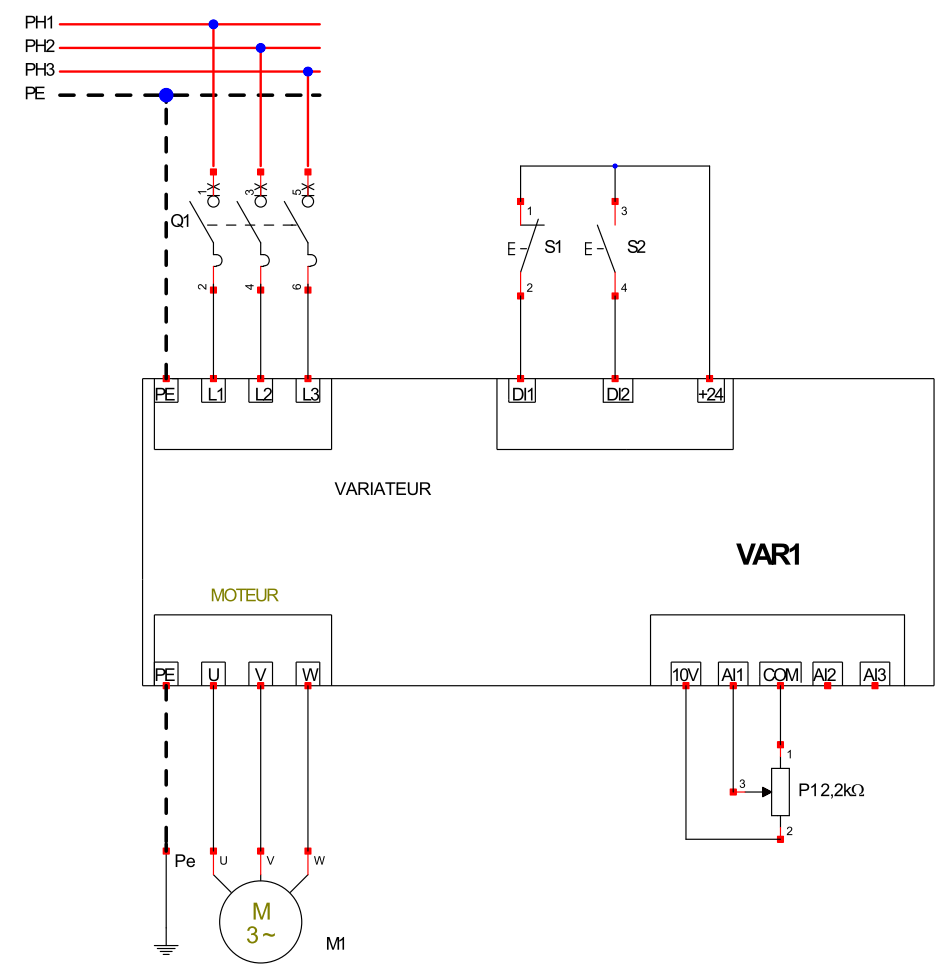 PH1
PH2
PH3
PE
1
3
5
Q1
2
4
6
1
3
E
S1
E
S2
2
4
PE
L1
L2
L3
DI1
DI2
+24
VARIATEUR
VAR1
MOTEUR
PE
U
V
W
10V
AI1
COM
AI2
AI3
1
3
P1 2,2kΩ
2
Pe
U
V
W
M
3~
M1